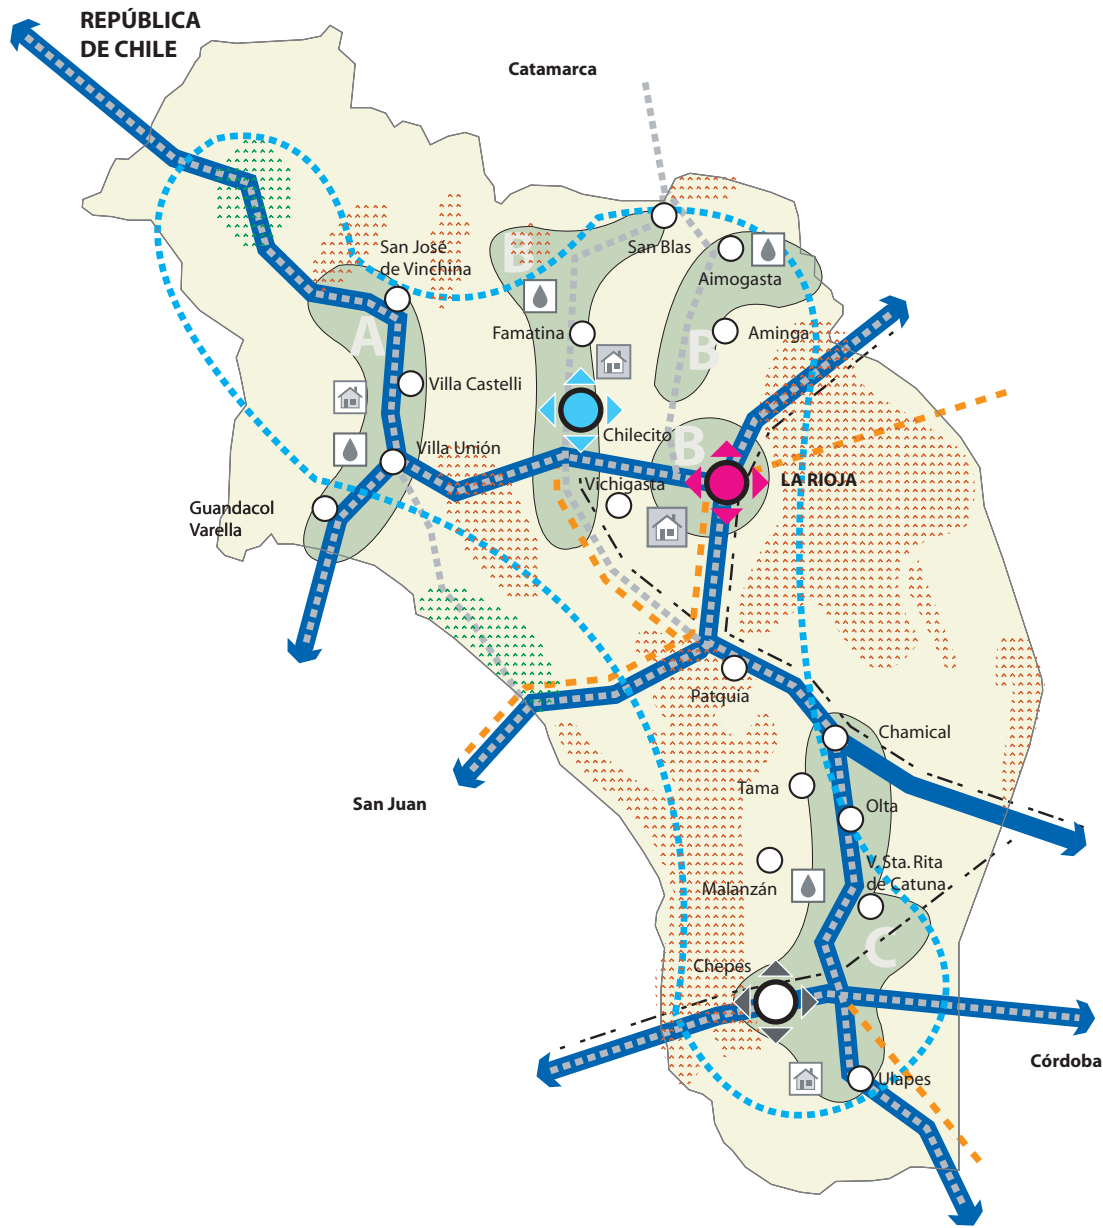 REPÚBLICA
DE CHILE
Catamarca
San José
de Vinchina
B
San Blas
Aimogasta
A
Famatina
B
Aminga
Villa Castelli
Chilecito
B
Villa Unión
Vichigasta
LA RIOJA
Guandacol
Varella
Patquia
Chamical
San Juan
Tama
Olta
V. Sta. Rita
de Catuna
Malanzán
C
Chepes
Córdoba
Ulapes